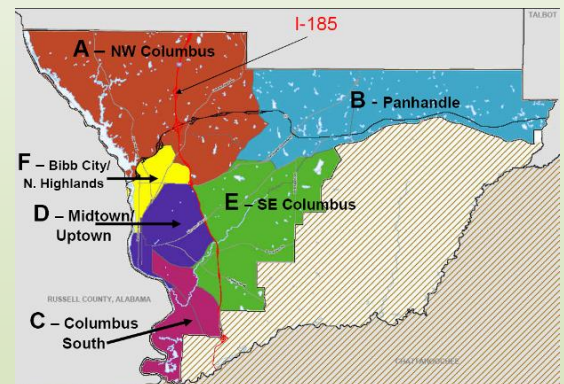 TALBOT
I-185
A – NW Columbus
B - Panhandle
F – Bibb City/
N. Highlands
D – Midtown/
Uptown
E – SE Columbus
RUSSELL COUNTY, ALABAMA
C – Columbus
South
CHATTAHOOCHEE